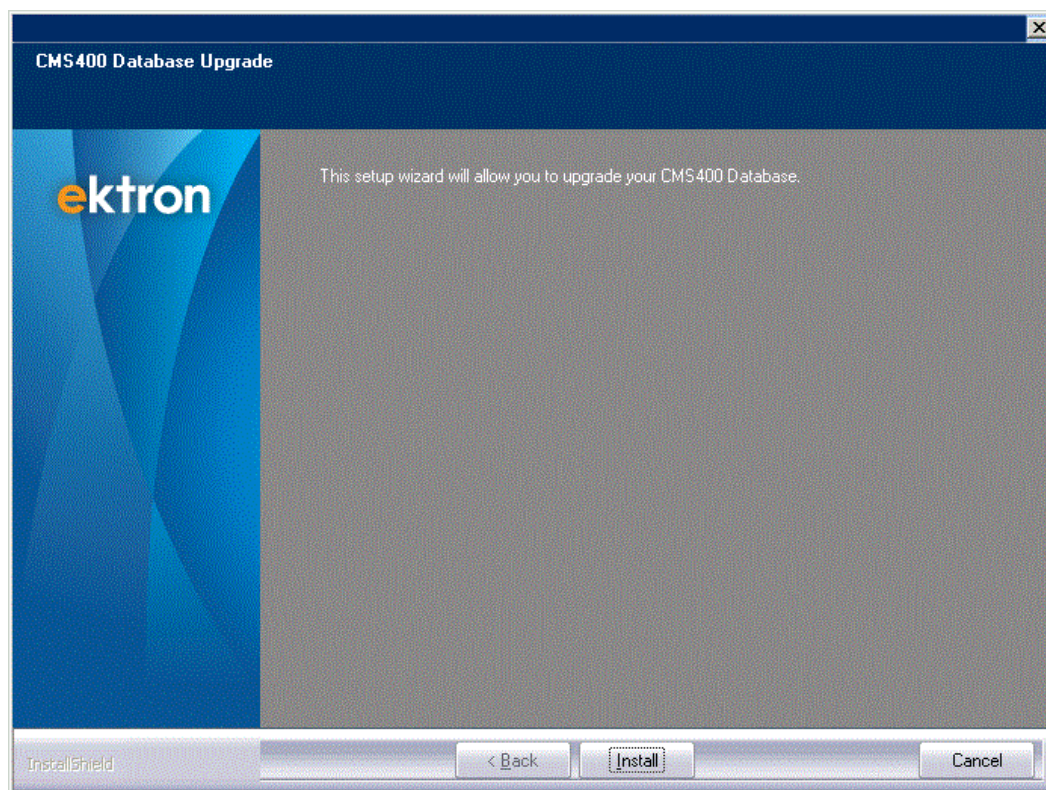 CMS400 Database Upgrade
ektron
This setup wizard will allow you to upgrade your CMS400 Database.
InstallShield
< Back
Install
Cancel